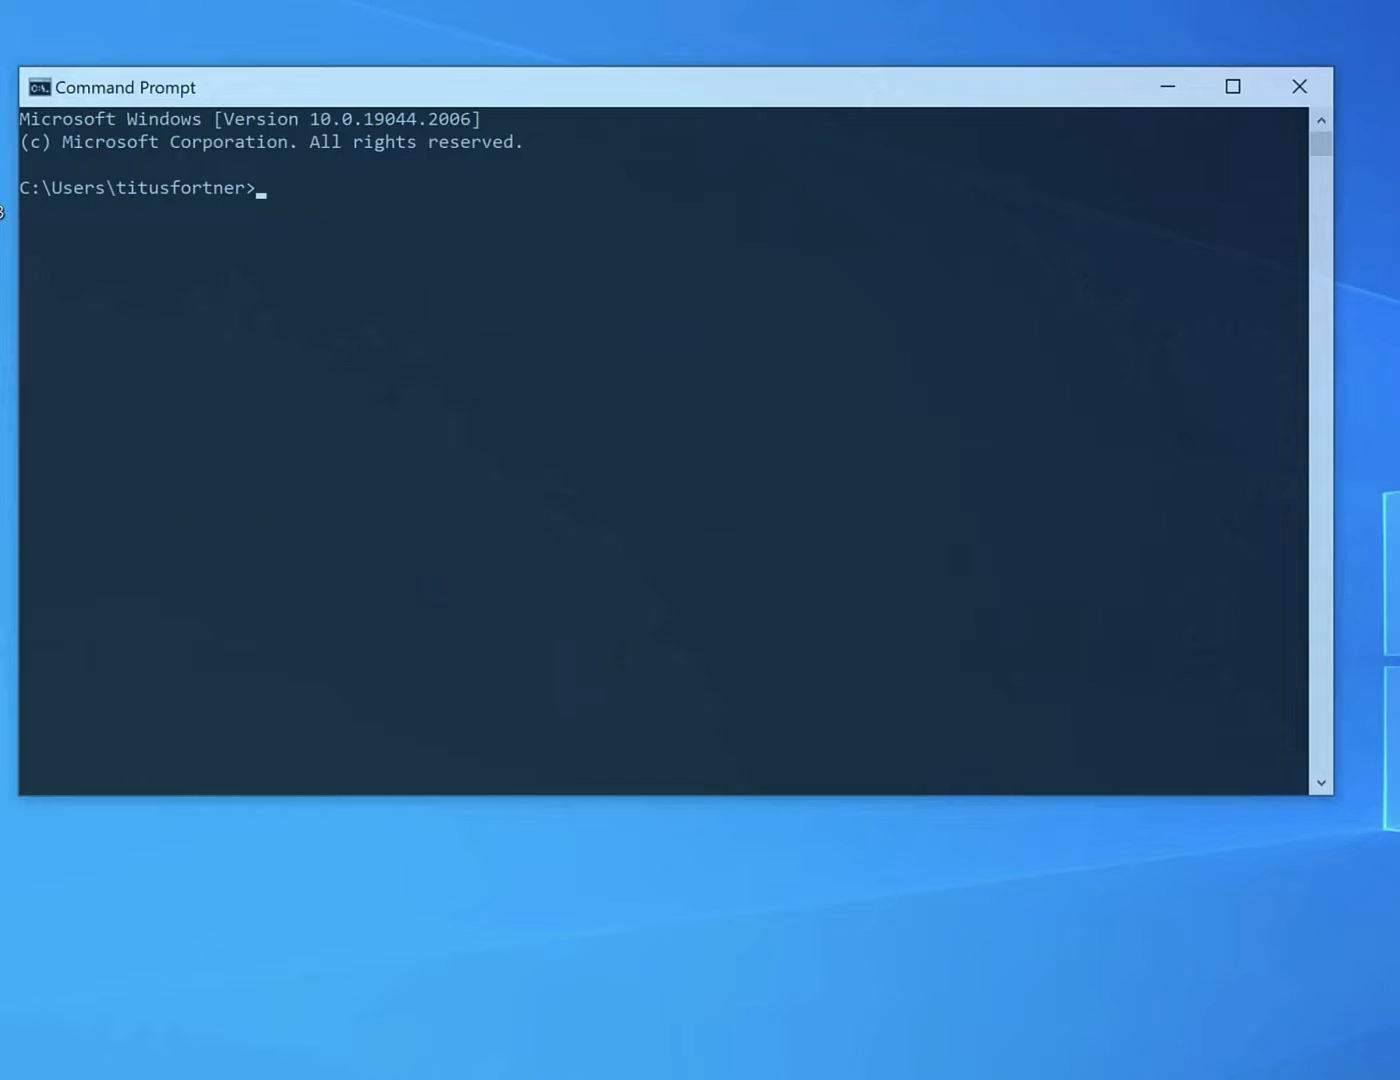 Command Prompt
Microsoft Windows [Version 10.0.19044.2006]
(c) Microsoft Corporation. All rights reserved.
C:\Users\titusfortner>